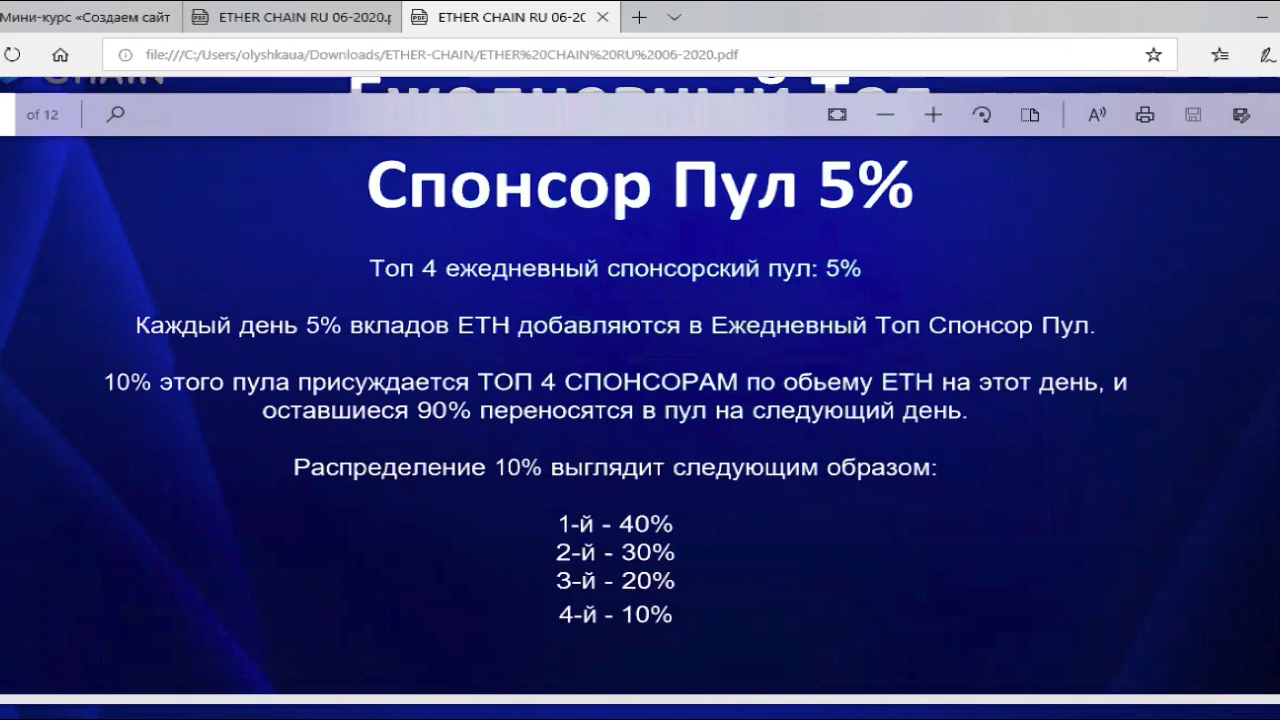 Мини-курс «Создаем сайт
ETHER CHAIN RU 06-2020.p
ETHER CHAIN RU 06-20
file:///C:/Users/olyshkaua/Downloads/ETHER-CHAIN/ETHER%20CHAIN%20RU%2006-2020.pdf
CHAIN
Ежедневный Топ
of 12
Спонсор Пул 5%
Топ 4 ежедневный спонсорский пул: 5%
Каждый день 5% вкладов ETH добавляются в Ежедневный Топ Спонсор Пул.
10% этого пула присуждается ТОП 4 СПОНСОРАМ по обьему ETH на этот день, и
оставшиеся 90% переносятся в пул на следующий день.
Распределение 10% выглядит следующим образом:
1-й - 40%
2-й - 30%
3-й - 20%
4-й - 10%